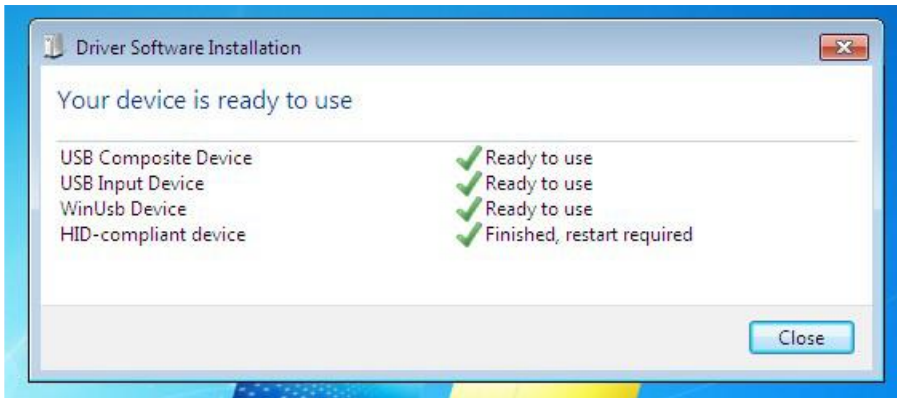 Driver Software Installation
Your device is ready to use
USB Composite Device Ready to use
USB Input Device Ready to use
WinUsb Device Ready to use
HID-compliant device Finished, restart required
Close